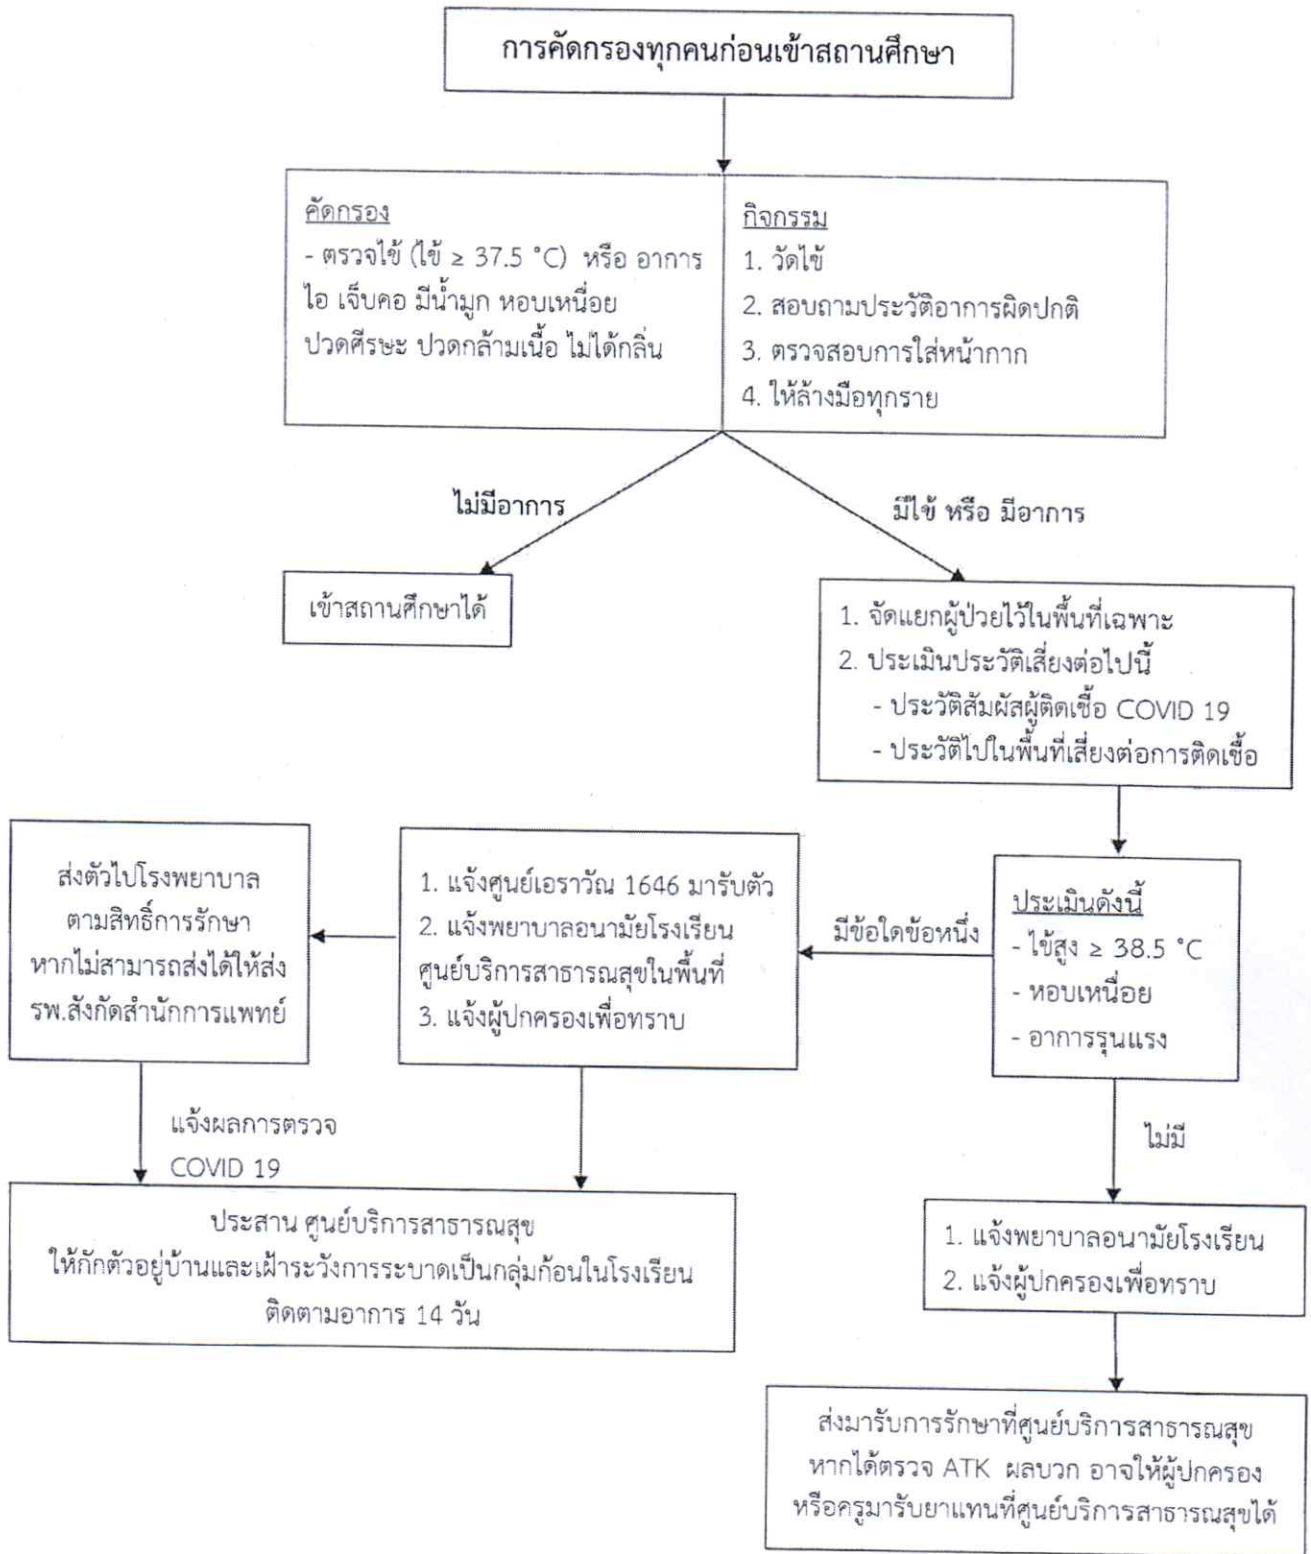 การคัดกรองทุกคนก่อนเข้าสถานศึกษา
คัดกรอง
- ตรวจไข้ (ไข้ ≥ 37.5 °C) หรือ อาการ
ไอ เจ็บคอ มีน้ำมูก หอบเหนื่อย
ปวดศีรษะ ปวดกล้ามเนื้อ ไม่ได้กลิ่น
กิจกรรม
1. วัดไข้
2. สอบถามประวัติอาการผิดปกติ
3. ตรวจสอบการใส่หน้ากาก
4. ให้ล้างมือทุกราย
ไม่มีอาการ
มีไข้ หรือ มีอาการ
เข้าสถานศึกษาได้
1. จัดแยกผู้ป่วยไว้ในพื้นที่เฉพาะ
2. ประเมินประวัติเสี่ยงต่อไปนี้
- ประวัติสัมผัสผู้ติดเชื้อ COVID 19
- ประวัติไปในพื้นที่เสี่ยงต่อการติดเชื้อ
ประเมินดังนี้
- ไข้สูง ≥ 38.5 °C
- หอบเหนื่อย
- อาการรุนแรง
มีข้อใดข้อหนึ่ง
1. แจ้งศูนย์เอราวัณ 1646 มารับตัว
2. แจ้งพยาบาลอนามัยโรงเรียน
ศูนย์บริการสาธารณสุขในพื้นที่
3. แจ้งผู้ปกครองเพื่อทราบ
ส่งตัวไปโรงพยาบาล
ตามสิทธิ์การรักษา
หากไม่สามารถส่งได้ให้ส่ง
รพ.สังกัดสำนักการแพทย์
แจ้งผลการตรวจ
COVID 19
ประสาน ศูนย์บริการสาธารณสุข
ให้กักตัวอยู่บ้านและเฝ้าระวังการระบาดเป็นกลุ่มก้อนในโรงเรียน
ติดตามอาการ 14 วัน
ไม่มี
1. แจ้งพยาบาลอนามัยโรงเรียน
2. แจ้งผู้ปกครองเพื่อทราบ
ส่งมารับการรักษาที่ศูนย์บริการสาธารณสุข
หากได้ตรวจ ATK ผลบวก อาจให้ผู้ปกครอง
หรือครูมารับยาแทนที่ศูนย์บริการสาธารณสุขได้